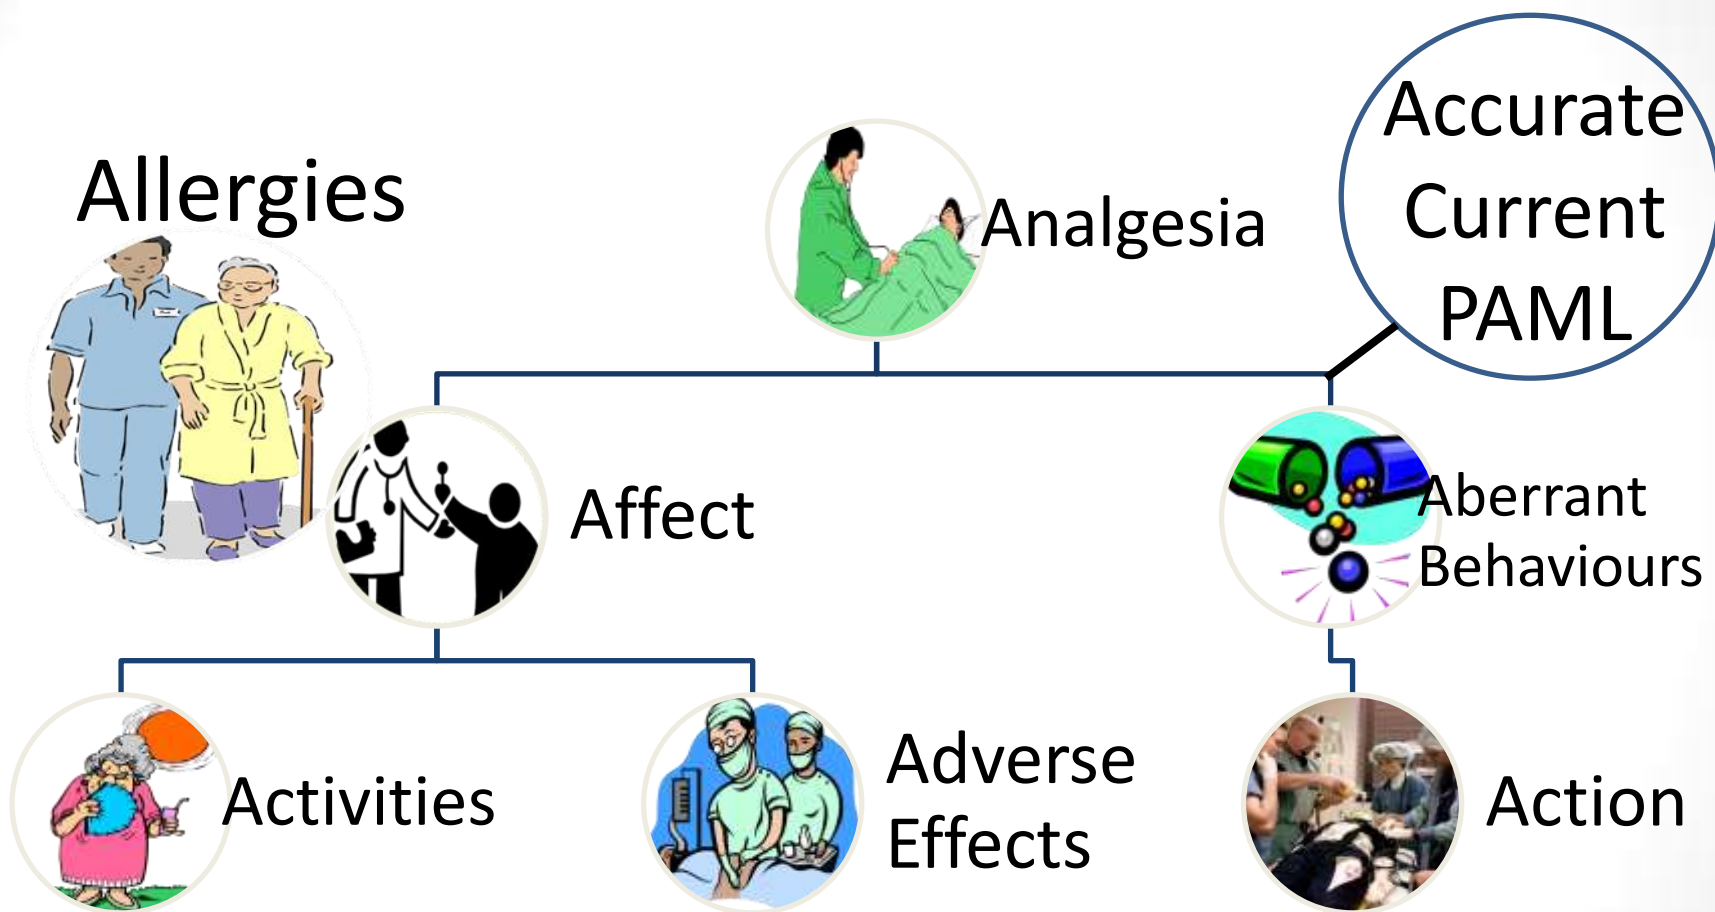 Allergies
Analgesia
Accurate
Current
PAML
Affect
Aberrant
Behaviours
Activities
Adverse
Effects
Action